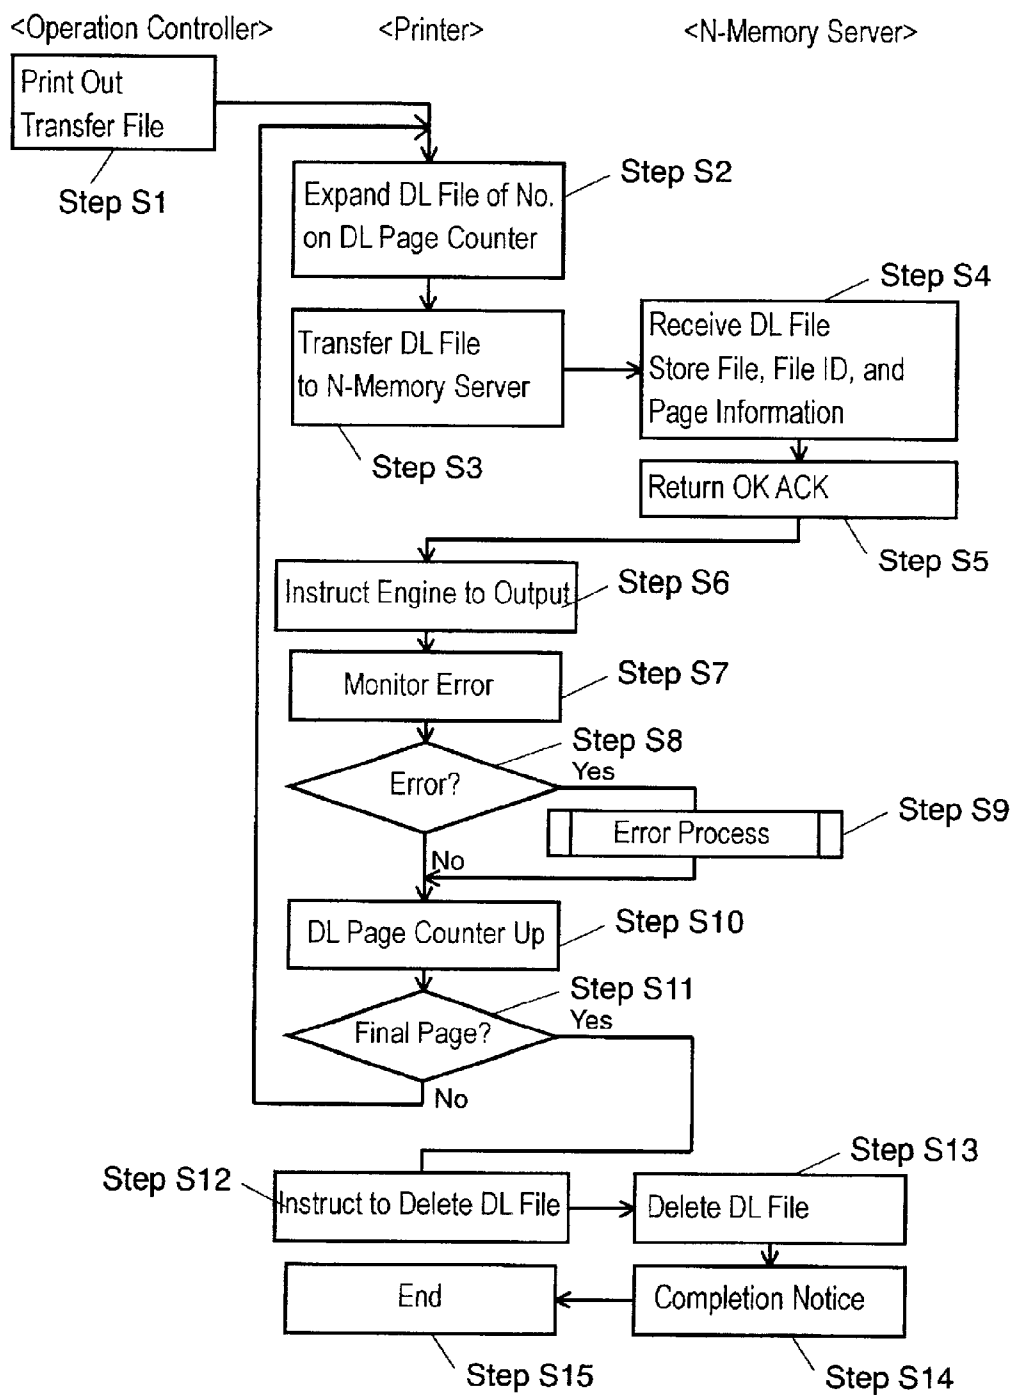 <Operation Controller>
<Printer>
<N-Memory Server>
Print Out
Transfer File
Step S1
Step S2
Expand DL File of No.
on DL Page Counter
Step S4
Transfer DL File
to N-Memory Server
Receive DL File
Store File, File ID, and
Page Information
Step S3
Return OK ACK
Step S5
Instruct Engine to Output
Step S6
Monitor Error
Step S7
Step S8
Error?
Yes
Error Process
Step S9
No
DL Page Counter Up
Step S10
Step S11
Final Page?
Yes
No
Step S12
Instruct to Delete DL File
Step S13
Delete DL File
End
Completion Notice
Step S15
Step S14